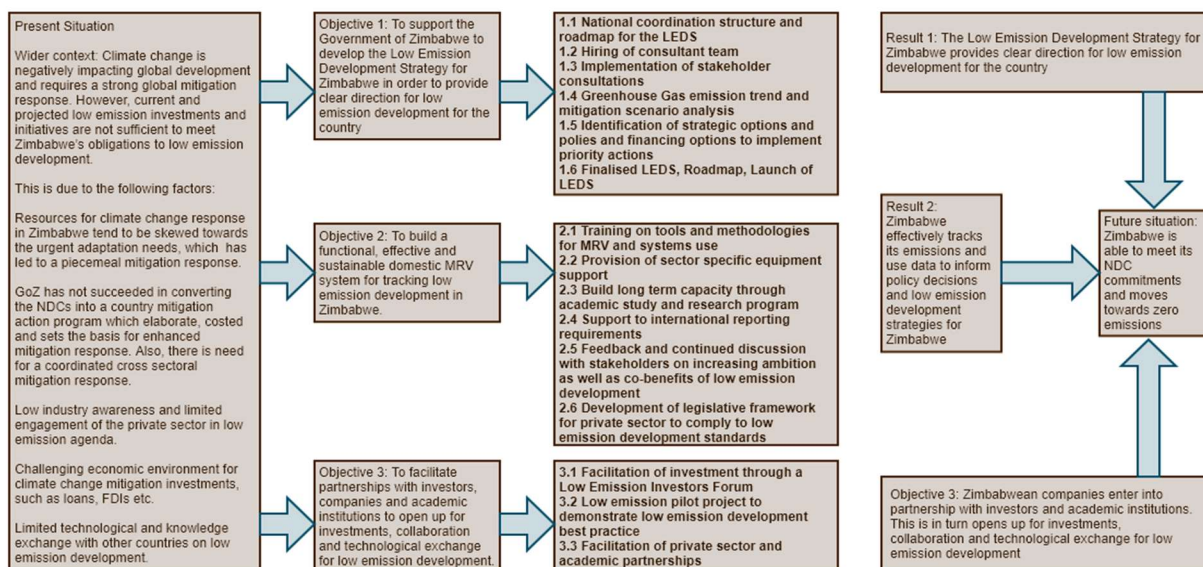 Present Situation
Wider context: Climate change is
negatively impacting global development
and requires a strong global mitigation
response. However, current and
projected low emission investments and
initiatives are not sufficient to meet
Zimbabwe's obligations to low emission
development.
This is due to the following factors:
Resources for climate change response
in Zimbabwe tend to be skewed towards
the urgent adaptation needs, which has
led to a piecemeal mitigation response.
GoZ has not succeeded in converting
the NDCs into a country mitigation
action program which elaborate, costed
and sets the basis for enhanced
mitigation response. Also, there is need
for a coordinated cross sectoral
mitigation response.
Low industry awareness and limited
engagement of the private sector in low
emission agenda.
Challenging economic environment for
climate change mitigation investments,
such as loans, FDIs etc.
Limited technological and knowledge
exchange with other countries on low
emission development.
Objective 1: To support the
Government of Zimbabwe to
develop the Low Emission
Development Strategy for
Zimbabwe in order to provide
clear direction for low
emission development for the
country
Objective 2: To build a
functional, effective and
sustainable domestic MRV
system for tracking low
emission development in
Zimbabwe.
Objective 3: To facilitate
partnerships with investors,
companies and academic
institutions to open up for
investments, collaboration
and technological exchange
for low emission development.
1.1 National coordination structure and
roadmap for the LEDS
1.2 Hiring of consultant team
1.3 Implementation of stakeholder
consultations
1.4 Greenhouse Gas emission trend and
mitigation scenario analysis
1.5 Identification of strategic options and
polies and financing options to implement
priority actions
1.6 Finalised LEDS, Roadmap, Launch of
LEDS
2.1 Training on tools and methodologies
for MRV and systems use
2.2 Provision of sector specific equipment
support
2.3 Build long term capacity through
academic study and research program
2.4 Support to international reporting
requirements
2.5 Feedback and continued discussion
with stakeholders on increasing ambition
as well as co-benefits of low emission
development
2.6 Development of legislative framework
for private sector to comply to low
emission development standards
3.1 Facilitation of investment through a
Low Emission Investors Forum
3.2 Low emission pilot project to
demonstrate low emission development
best practice
3.3 Facilitation of private sector and
academic partnerships
Result 1: The Low Emission Development Strategy for
Zimbabwe provides clear direction for low emission
development for the country
Result 2:
Zimbabwe
effectively tracks
its emissions and
use data to inform
policy decisions
and low emission
development
strategies for
Zimbabwe
Future situation:
Zimbabwe is
able to meet its
NDC
commitments
and moves
towards zero
emissions
Objective 3: Zimbabwean companies enter into
partnership with investors and academic institutions.
This is in turn opens up for investments,
collaboration and technological exchange for low
emission development